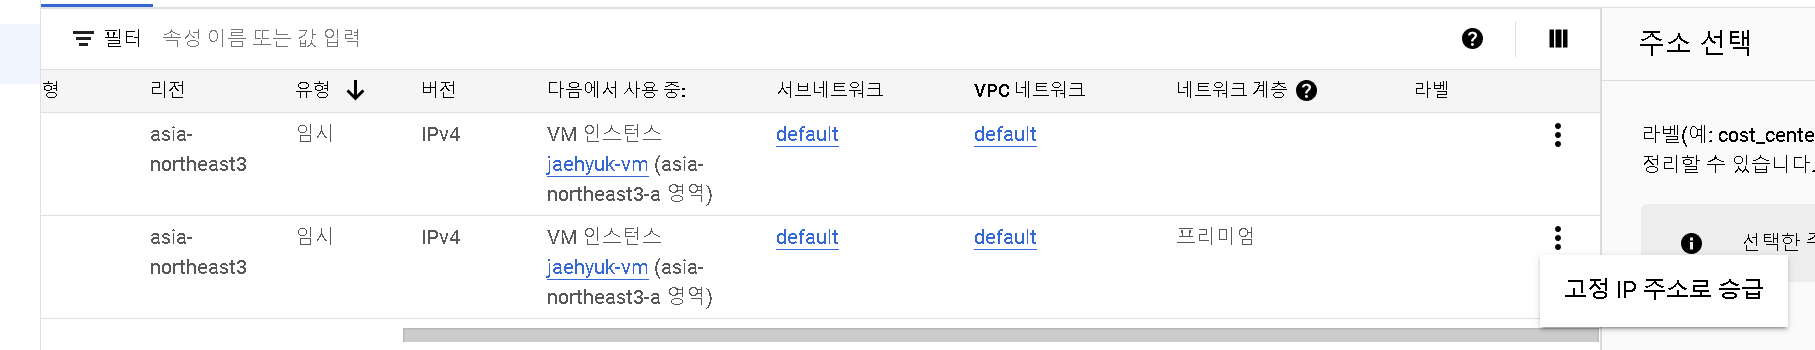 필터 속성 이름 또는 값 입력
형 리전 유형 버전 다음에서 사용 중: 서브네트워크 VPC 네트워크 네트워크 계층 라벨
asia- 임시 IPv4 VM 인스턴스 default default
northeast3 jaehyuk-vm (asia-
northeast3-a 영역)
asia- 임시 IPv4 VM 인스턴스 default default 프리미엄
northeast3 jaehyuk-vm (asia-
northeast3-a 영역)
고정 IP 주소로 승급
주소 선택
라벨(예: cost_cente
정리할 수 있습니다.
선택한